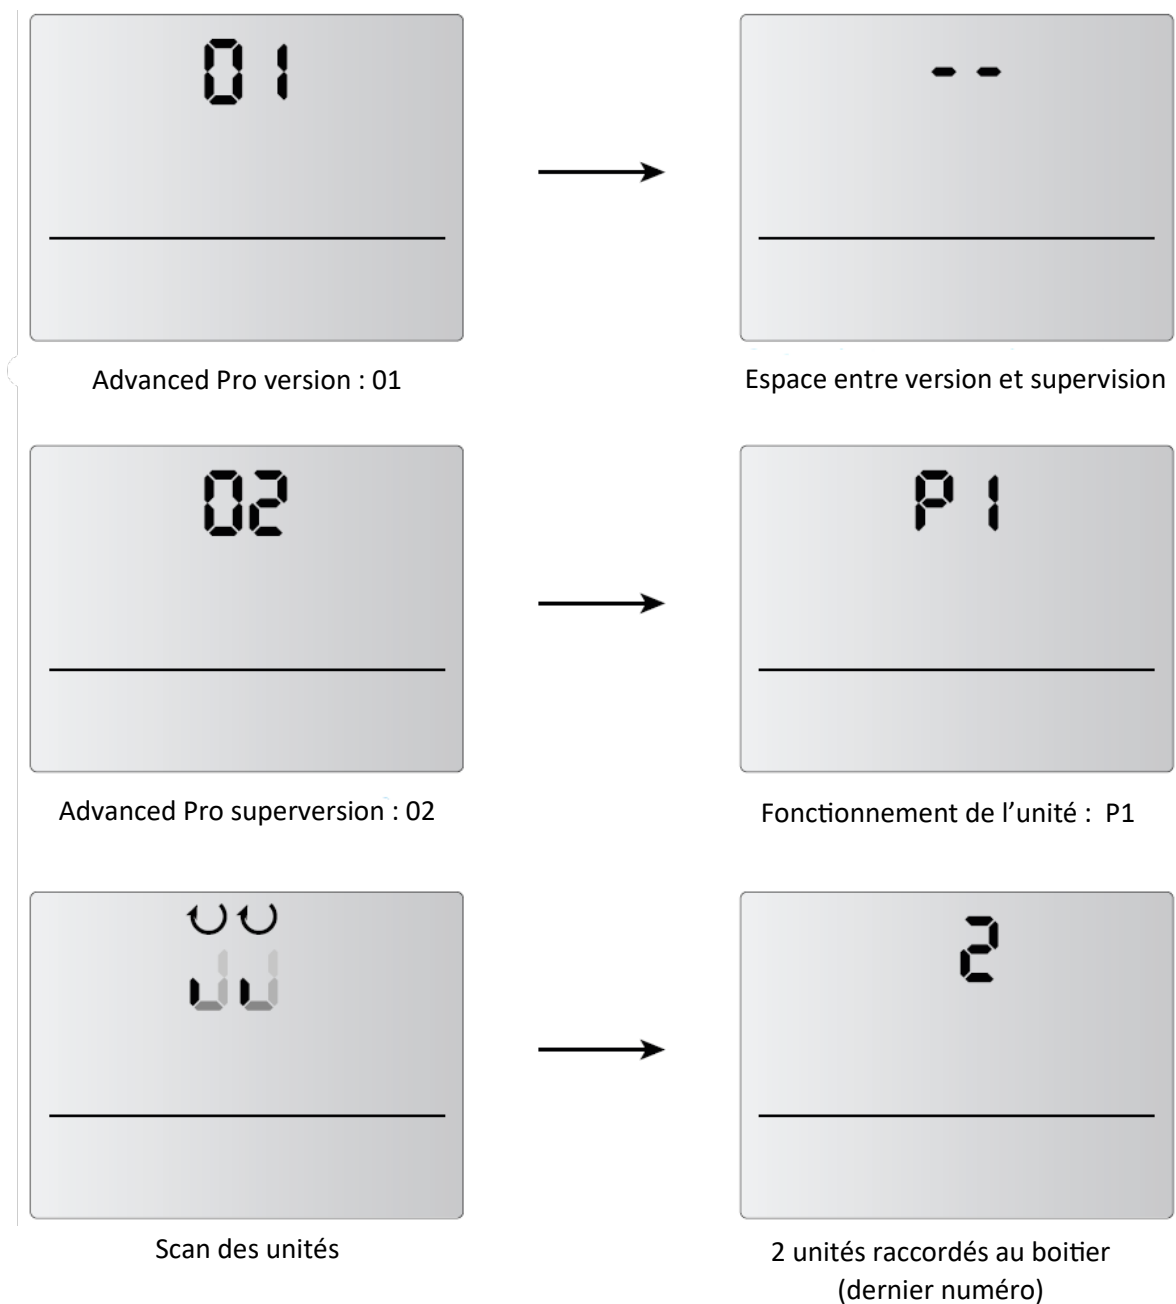 01
--
Advanced Pro version : 01
Espace entre version et supervision
02
P1
Advanced Pro superversion : 02
Fonctionnement de l’unité :  P1
2
Scan des unités
2 unités raccordés au boitier
(dernier numéro)